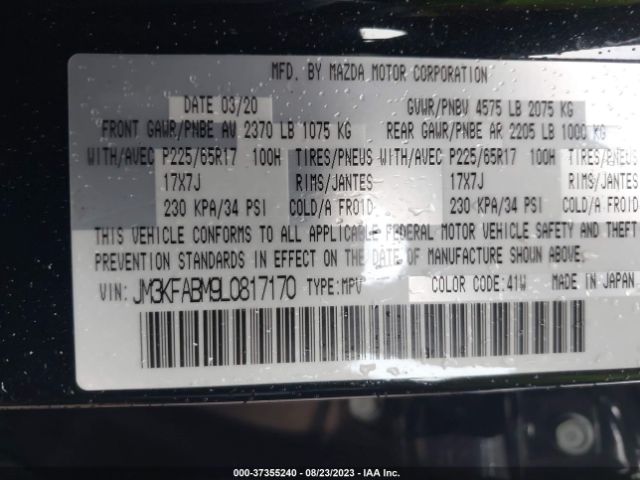 MFD. BY MAZDA MOTOR CORPORATION
DATE 03/20 GVWR/PNBV 4575 LB 2075 KG
FRONT GAWR/PNBE AV 2370 LB 1075 KG REAR GAWR/PNBE AR 2205 LB 1000 KG
WITH/AVEC P225/65R17 100H TIRES/PNEUS WITH/AVEC P225/65R17 100H TIRES/PNEUS
17X7J RIMS/JANTES 17X7J RIMS/JANTES
230 KPA/34 PSI COLD/A FROID 230 KPA/34 PSI COLD/A FROID
THIS VEHICLE CONFORMS TO ALL APPLICABLE FEDERAL MOTOR VEHICLE SAFETY AND THEFT
PREVENTION STANDARDS IN EFFECT ON THE DATE OF MANUFACTURE SHOWN ABOVE.
VIN: JM3KFABM9L0817170 TYPE:MPV COLOR CODE:41W MADE IN JAPAN
000-37355240 - 08/23/2023 - IAA Inc.